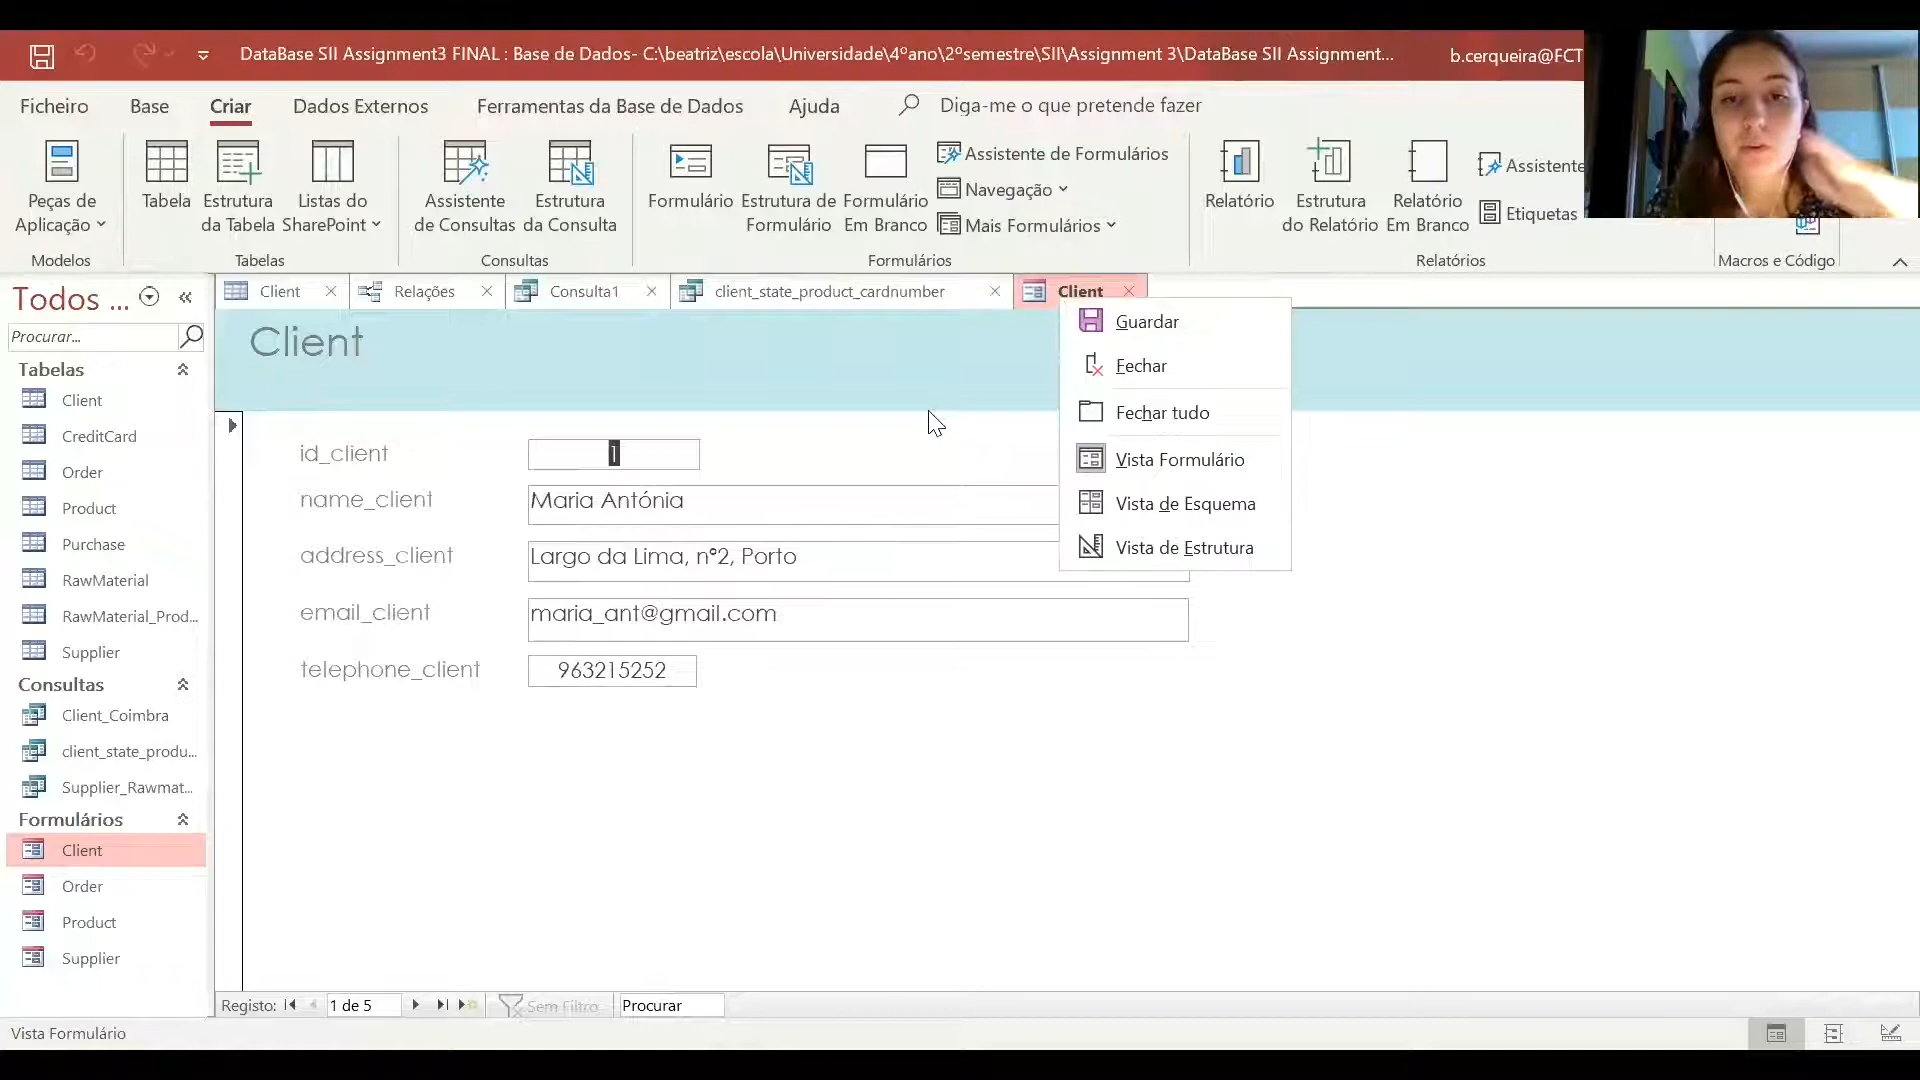 DataBase SII Assignment3 FINAL : Base de Dados- C:\beatriz\escola\Universidade\4ºano\2ºsemestre\SII\Assignment 3\DataBase SII Assignment... b.cerqueira@FCT
Ficheiro Base Criar Dados Externos Ferramentas da Base de Dados Ajuda Diga-me o que pretende fazer
Peças de Aplicação
Modelos
Tabela
Estrutura da Tabela
Listas do SharePoint
Tabelas
Assistente de Consultas
Estrutura da Consulta
Consultas
Formulário
Estrutura de Formulário
Formulário Em Branco
Assistente de Formulários
Navegação
Mais Formulários
Formulários
Relatório
Estrutura do Relatório
Relatório Em Branco
Assistente
Etiquetas
Relatórios
Macros e Código
Todos ...
Procurar...
Tabelas
Client
CreditCard
Order
Product
Purchase
RawMaterial
RawMaterial_Prod...
Supplier
Consultas
Client_Coimbra
client_state_produ...
Supplier_Rawmat...
Formulários
Client
Order
Product
Supplier
Client Relações Consulta1 client_state_product_cardnumber Client
Client
id_client 1
name_client Maria Antónia
address_client Largo da Lima, nº2, Porto
email_client maria_ant@gmail.com
telephone_client 963215252
Guardar
Fechar
Fechar tudo
Vista Formulário
Vista de Esquema
Vista de Estrutura
Registo: 1 de 5 Sem Filtro Procurar
Vista Formulário